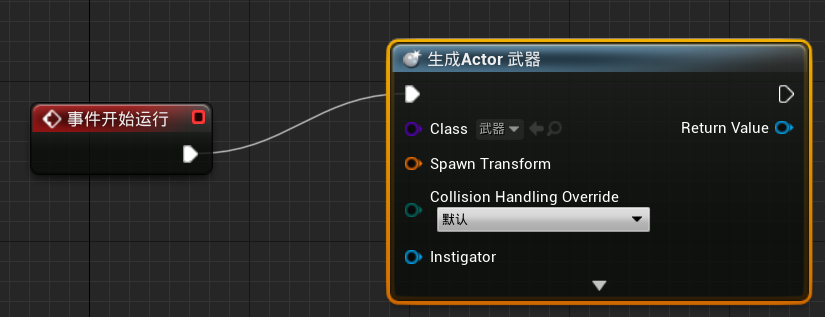 生成Actor 武器
事件开始运行
Class 武器
Return Value
Spawn Transform
Collision Handling Override
默认
Instigator